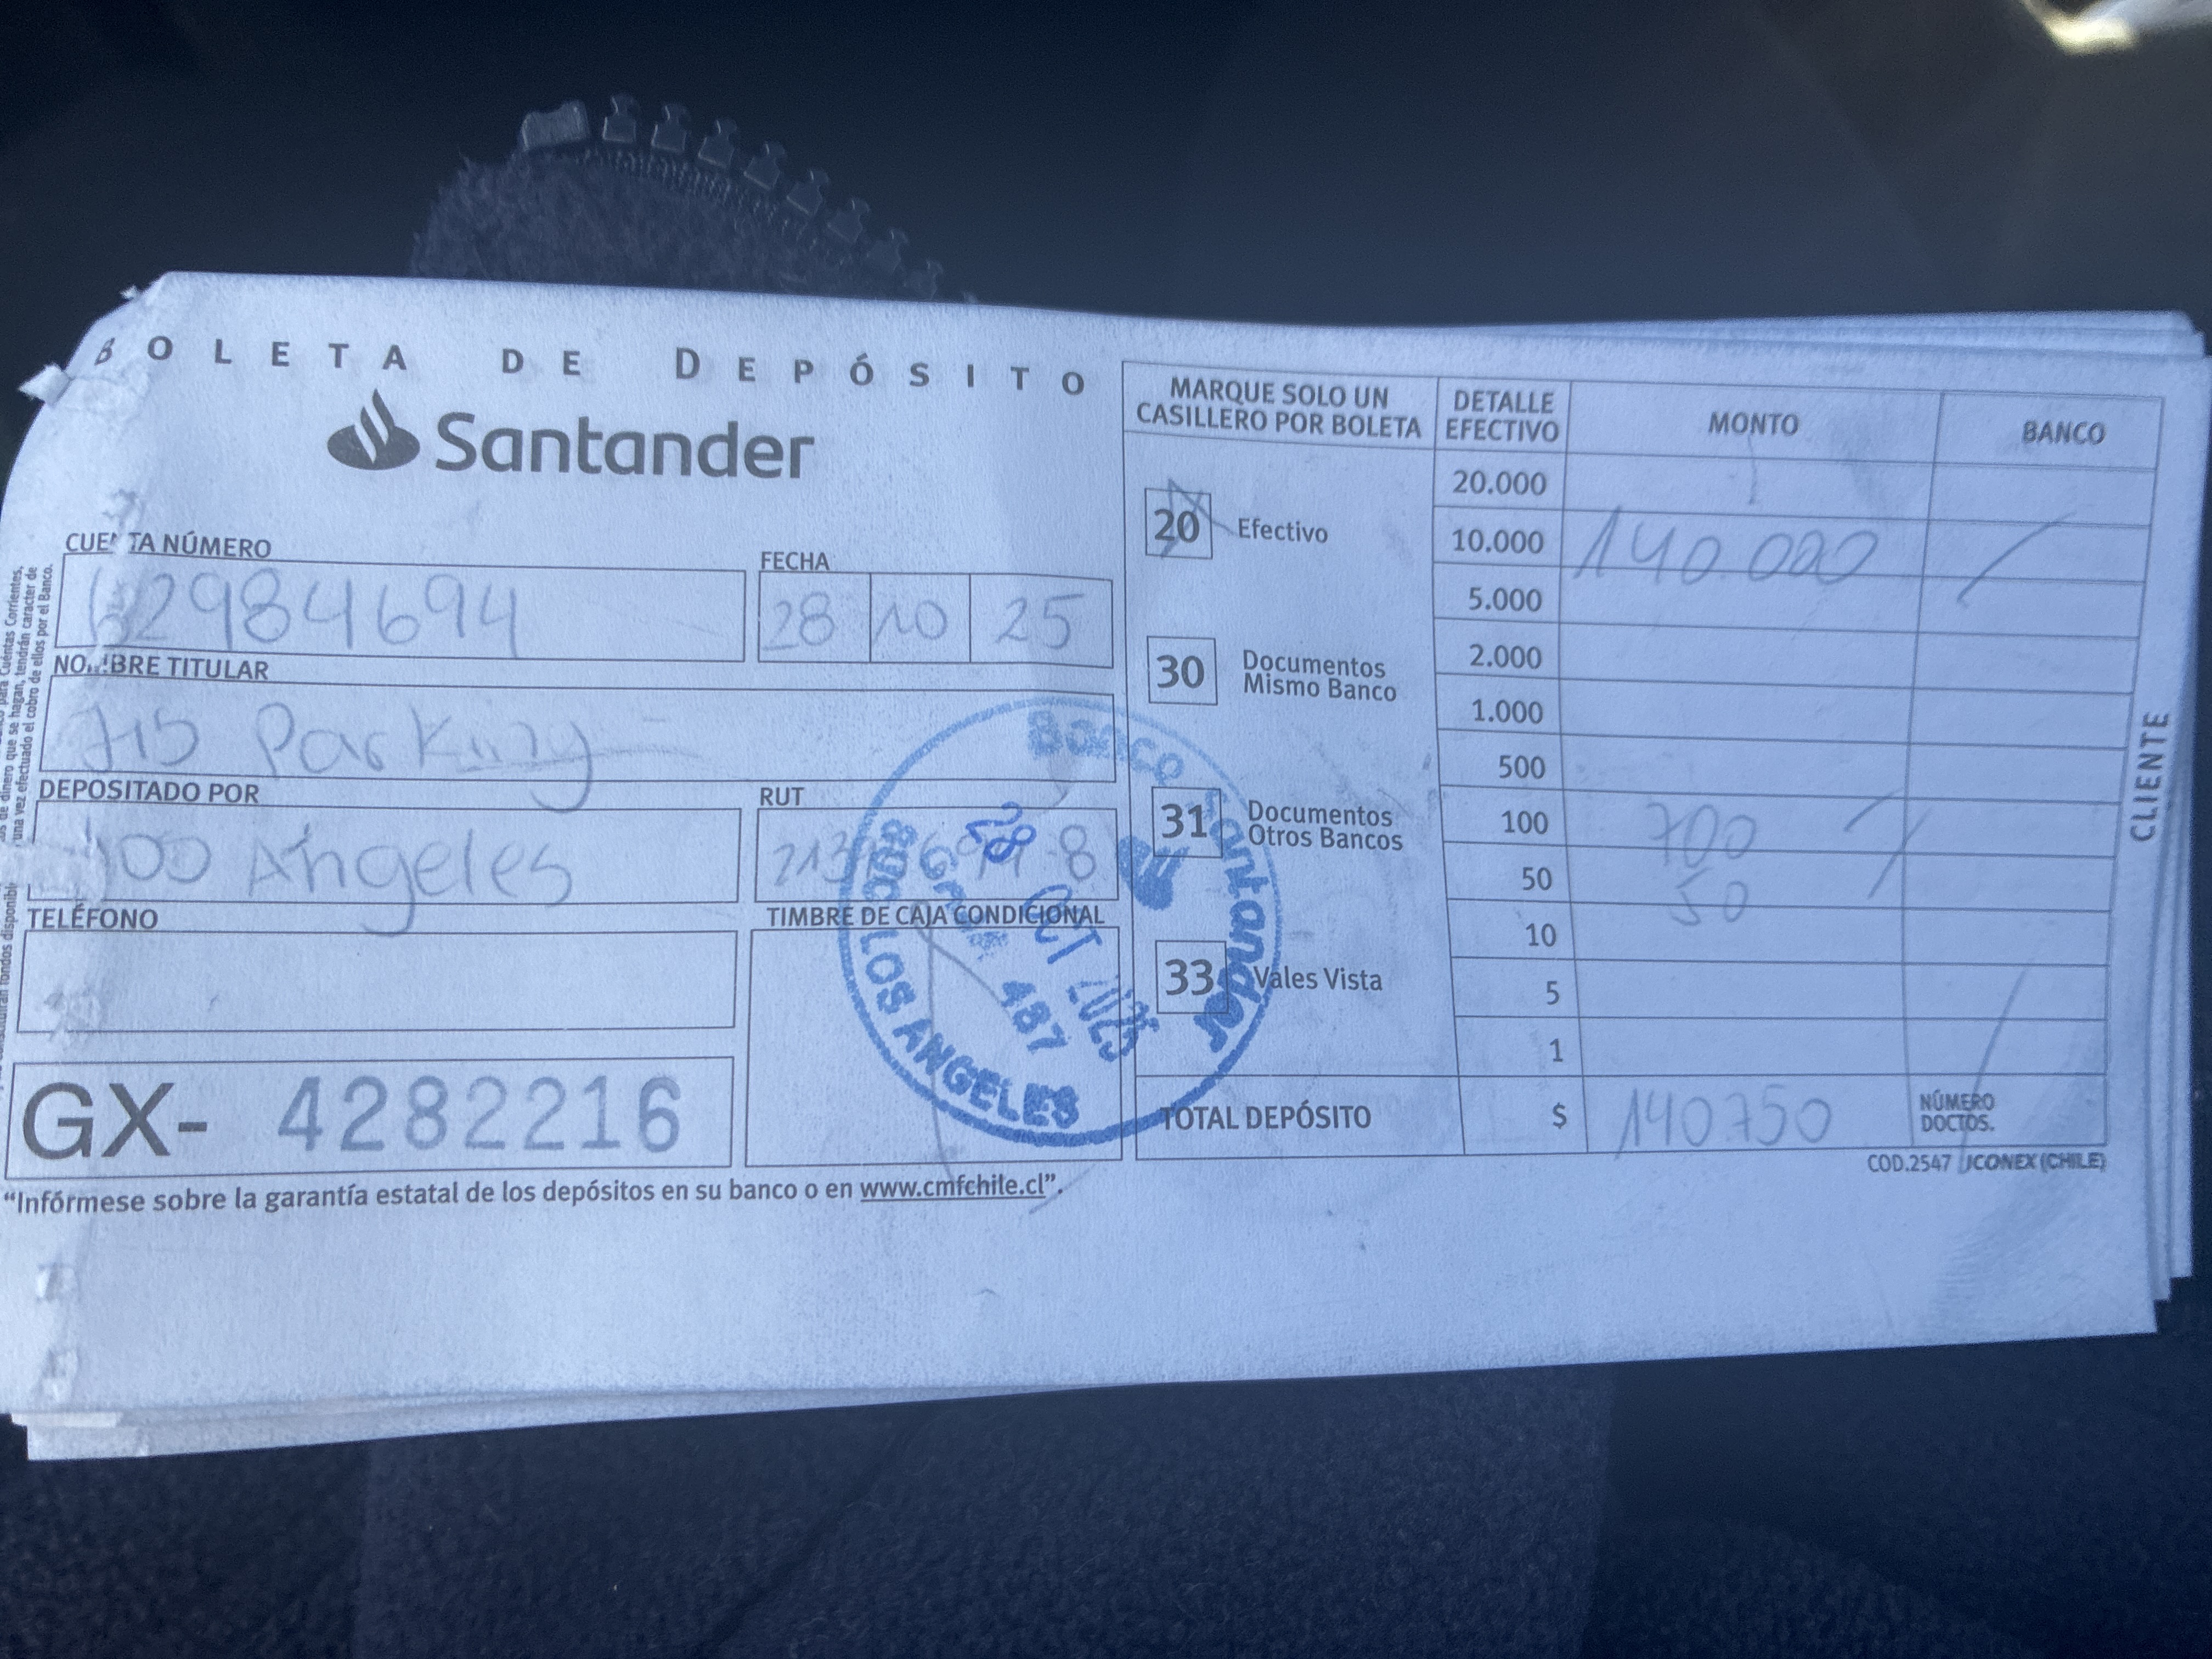 BOLETA DE DEPÓSITO
Santander
CUENTA NÚMERO
62984694
FECHA
28 10 25
NOMBRE TITULAR
JIS Parking
DEPOSITADO POR
Angeles
RUT
TELÉFONO
TIMBRE DE CAJA CONDICIONAL
GX- 4282216
"Infórmese sobre la garantía estatal de los depósitos en su banco o en www.cmfchile.cl".
Banco Santander
28 OCT 2025
487
SUC LOS ANGELES
MARQUE SOLO UN
CASILLERO POR BOLETA
20 Efectivo
30 Documentos
Mismo Banco
31 Documentos
Otros Bancos
33 Vales Vista
DETALLE
EFECTIVO
MONTO
BANCO
20.000
10.000 140.000
5.000
2.000
1.000
500
100 700
50 50
10
5
1
TOTAL DEPÓSITO $ 140750
NÚMERO
DOCTOS.
COD.2547 JCONEX (CHILE)
CLIENTE